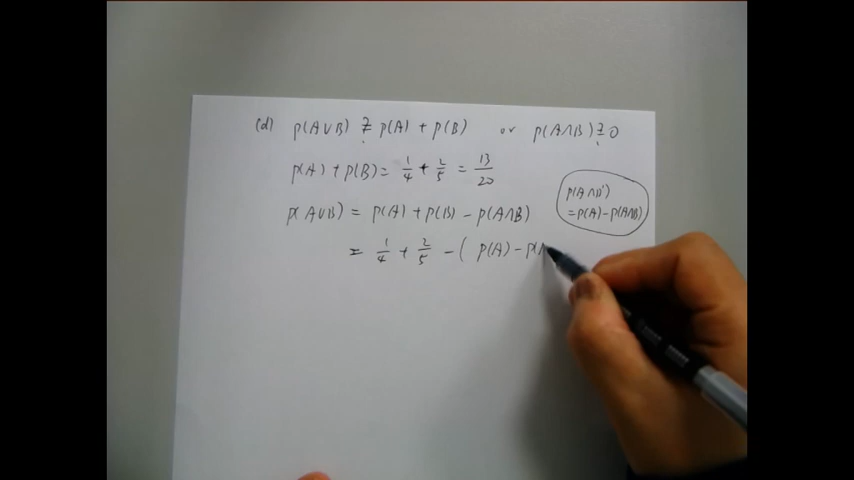 (d) P(A∪B) ≟ P(A) + P(B) or P(A∩B) ≟ 0
P(A) + P(B) = 1/4 + 2/5 = 13/20
P(A∩B')
= P(A) - P(A∩B)
P(A∪B) = P(A) + P(B) - P(A∩B)
= 1/4 + 2/5 - ( P(A) - P(